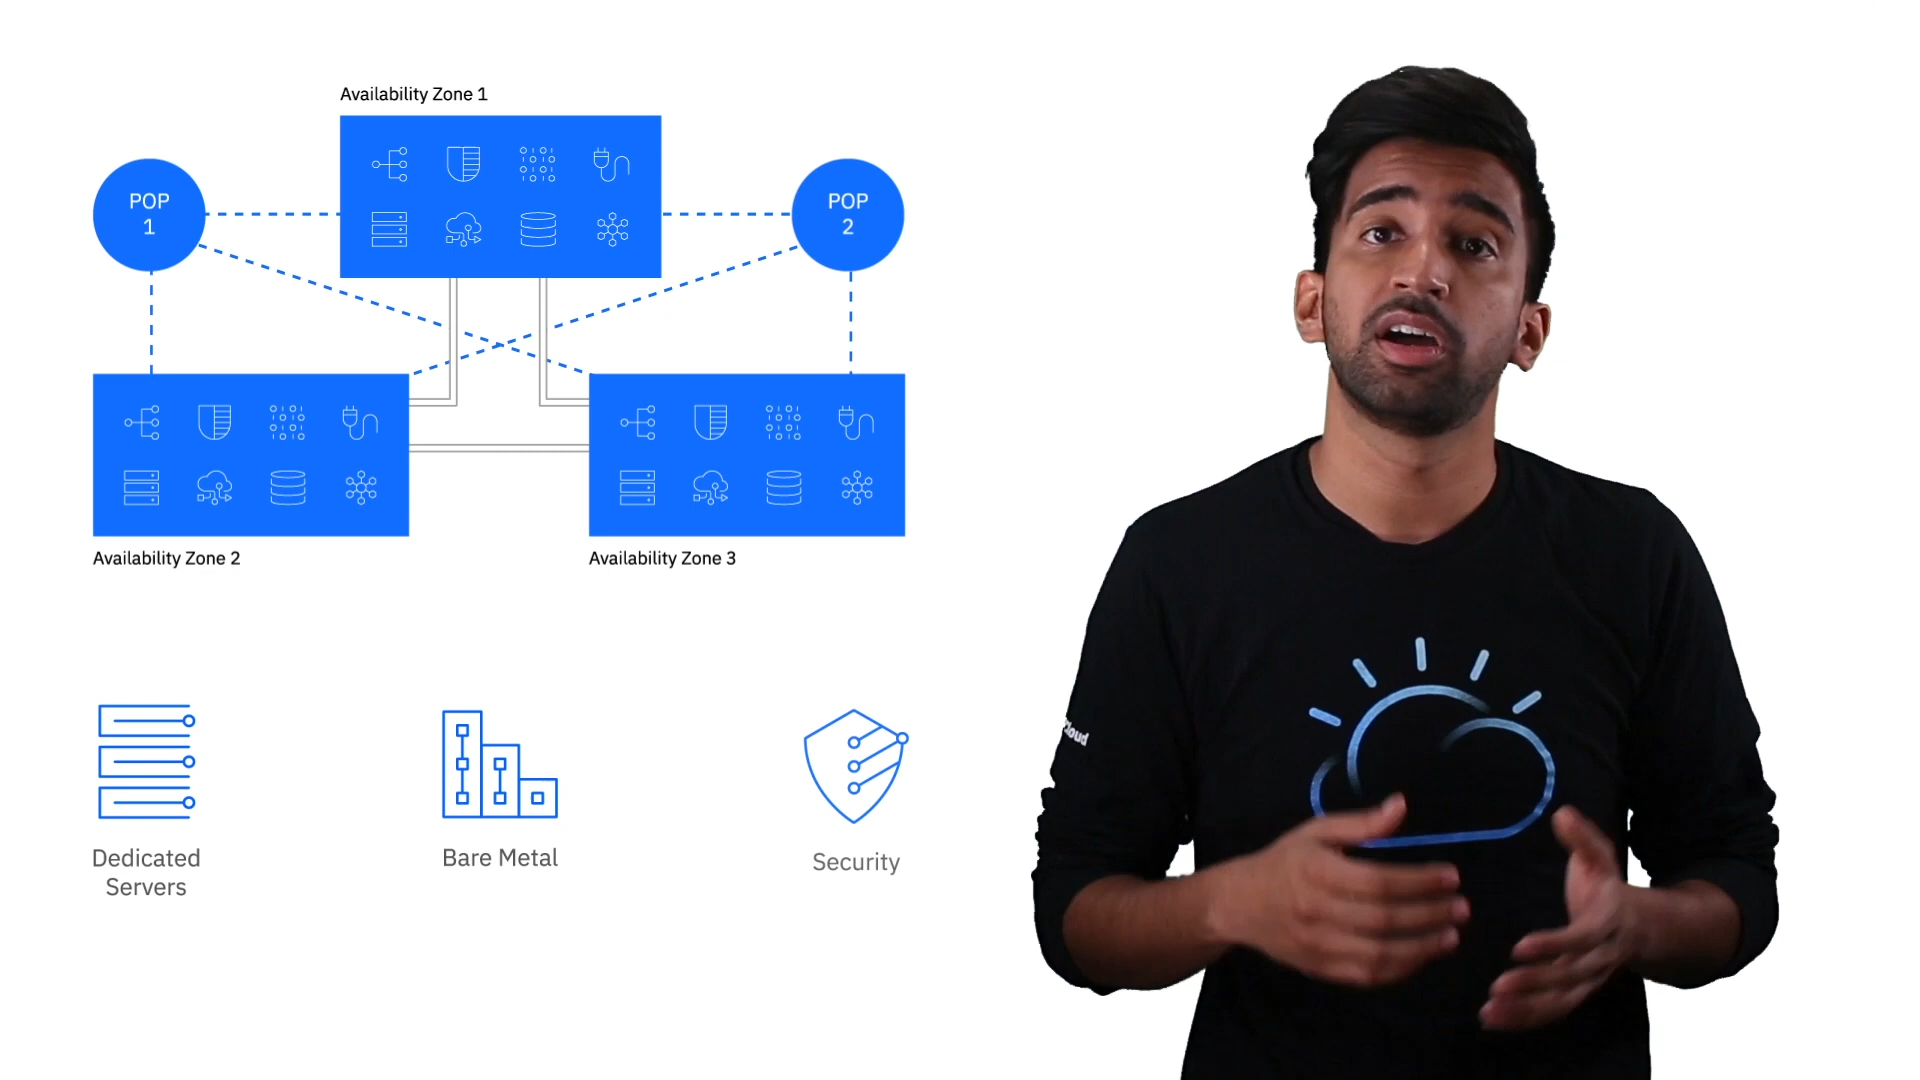 Availability Zone 1
POP
1
POP
2
Availability Zone 2
Availability Zone 3
Dedicated
Servers
Bare Metal
Security